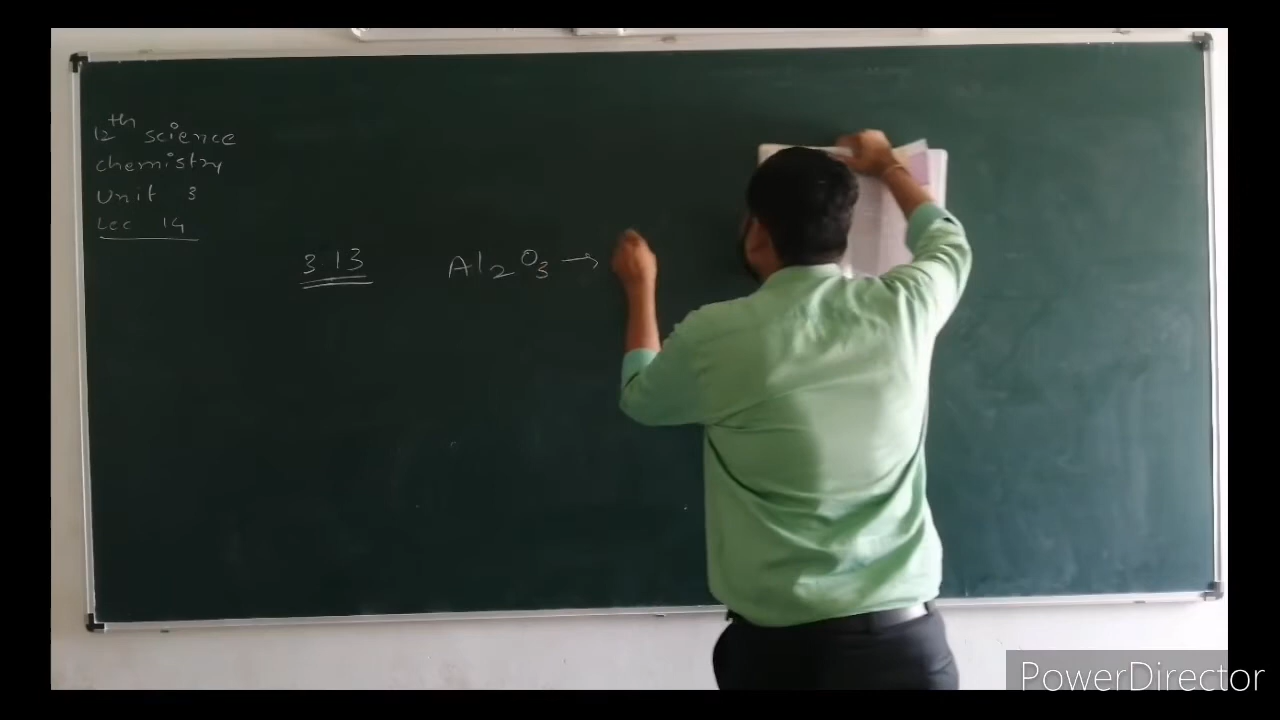 12th science
chemistry
Unit 3
Lec 14
3.13 Al2O3 →
PowerDirector